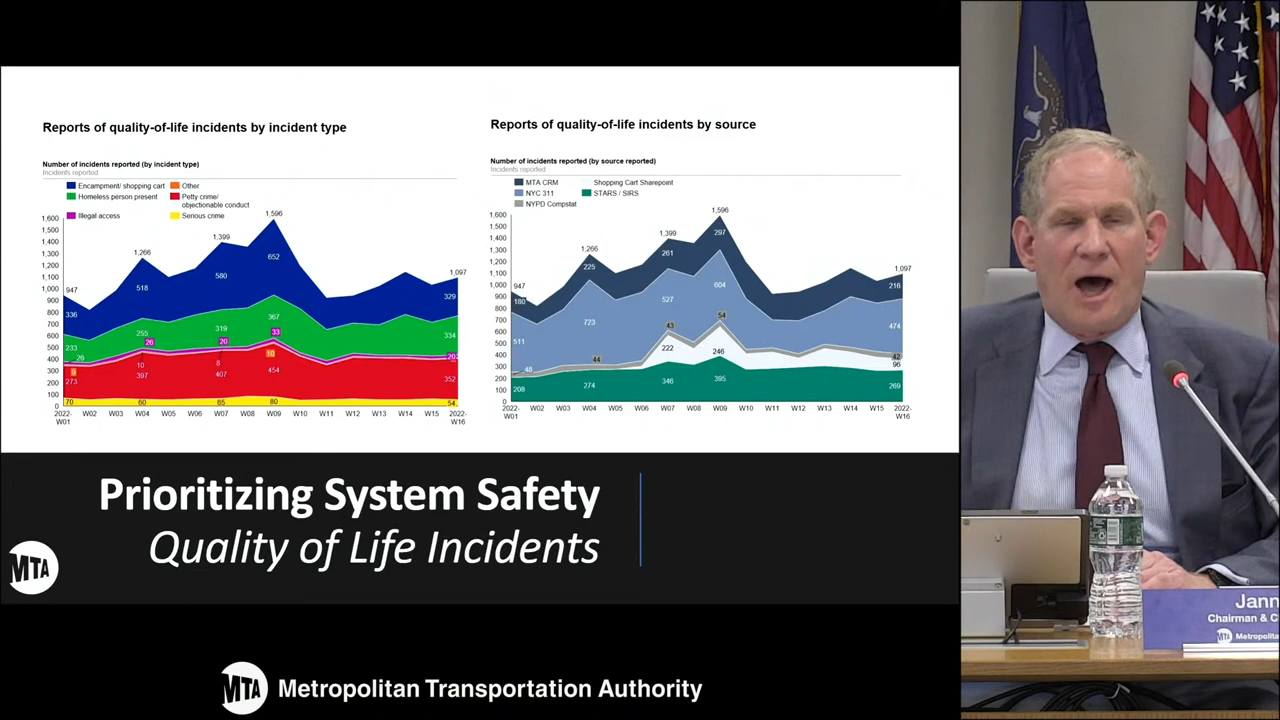 Reports of quality-of-life incidents by incident type
Number of incidents reported (by incident type)
Incidents reported
Encampment/ shopping cart
Other
Homeless person present
Petty crime/
objectionable conduct
Illegal access
Serious crime
1,600
1,500
1,400
1,300
1,200
1,100
1,000
900
800
700
600
500
400
300
200
100
0
947
1,266
1,399
1,596
1,097
336
518
580
652
329
233
255
319
367
334
26
26
20
33
20
9
10
8
10
273
397
407
454
352
70
60
65
80
54
2022-
W01
W02
W03
W04
W05
W06
W07
W08
W09
W10
W11
W12
W13
W14
W15
2022-
W16
Reports of quality-of-life incidents by source
Number of incidents reported (by source reported)
Incidents reported
MTA CRM
Shopping Cart Sharepoint
NYC 311
STARS / SIRS
NYPD Compstat
1,600
1,500
1,400
1,300
1,200
1,100
1,000
900
800
700
600
500
400
300
200
100
0
947
1,266
1,399
1,596
1,097
180
225
261
297
216
511
723
527
604
474
48
44
43
54
42
222
246
96
208
274
346
395
269
2022-
W01
W02
W03
W04
W05
W06
W07
W08
W09
W10
W11
W12
W13
W14
W15
2022-
W16
Prioritizing System Safety
Quality of Life Incidents
MTA
MTA Metropolitan Transportation Authority
Jann
Chairman & C
Metropolita